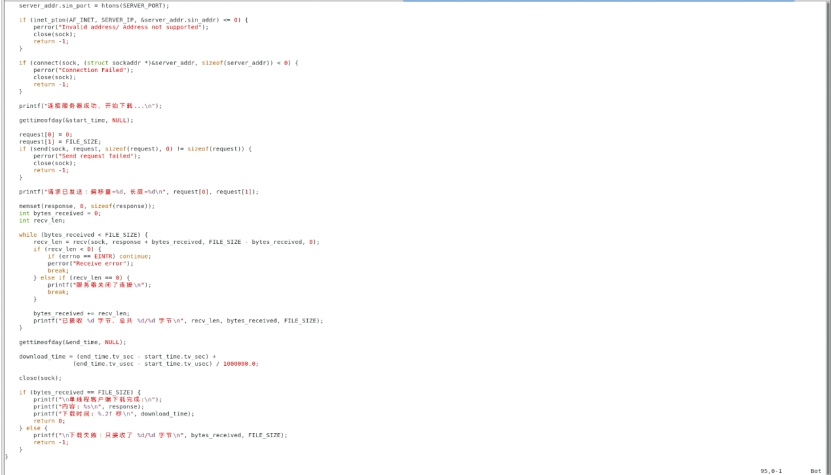 server_addr.sin_port = htons(SERVER_PORT);
if (inet_pton(AF_INET, SERVER_IP, &server_addr.sin_addr) <= 0) {
perror("Invalid address/ Address not supported");
close(sock);
return -1;
}
if (connect(sock, (struct sockaddr *)&server_addr, sizeof(server_addr)) < 0) {
perror("Connection Failed");
close(sock);
return -1;
}
printf("连接服务器成功，开始下载...\n");
gettimeofday(&start_time, NULL);
request[0] = 0;
request[1] = FILE_SIZE;
if (send(sock, request, sizeof(request), 0) != sizeof(request)) {
perror("Send request failed");
close(sock);
return -1;
}
printf("请求已发送：偏移量=%d, 长度=%d\n", request[0], request[1]);
memset(response, 0, sizeof(response));
int bytes_received = 0;
int recv_len;
while (bytes_received < FILE_SIZE) {
recv_len = recv(sock, response + bytes_received, FILE_SIZE - bytes_received, 0);
if (recv_len < 0) {
if (errno == EINTR) continue;
perror("Receive error");
break;
} else if (recv_len == 0) {
printf("服务器关闭了连接\n");
break;
}
bytes_received += recv_len;
printf("已接收 %d 字节，总共 %d/%d 字节\n", recv_len, bytes_received, FILE_SIZE);
}
gettimeofday(&end_time, NULL);
download_time = (end_time.tv_sec - start_time.tv_sec) +
(end_time.tv_usec - start_time.tv_usec) / 1000000.0;
close(sock);
if (bytes_received == FILE_SIZE) {
printf("\n单线程客户端下载完成:\n");
printf("内容: %s\n", response);
printf("下载时间: %.2f 秒\n", download_time);
return 0;
} else {
printf("\n下载失败：只接收了 %d/%d 字节\n", bytes_received, FILE_SIZE);
return -1;
}
}
95,0-1 Bot